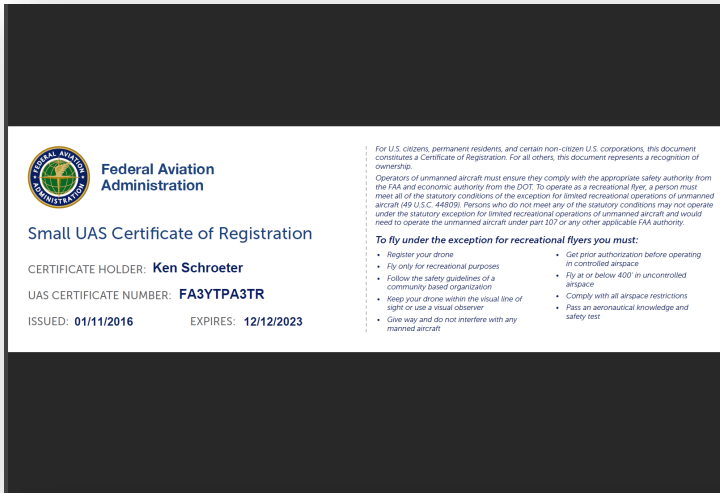 FEDERAL AVIATION
ADMINISTRATION
Federal Aviation
Administration
Small UAS Certificate of Registration
CERTIFICATE HOLDER: Ken Schroeter
UAS CERTIFICATE NUMBER: FA3YTPA3TR
ISSUED: 01/11/2016 EXPIRES: 12/12/2023
For U.S. citizens, permanent residents, and certain non-citizen U.S. corporations, this document
constitutes a Certificate of Registration. For all others, this document represents a recognition of
ownership.
Operators of unmanned aircraft must ensure they comply with the appropriate safety authority from
the FAA and economic authority from the DOT. To operate as a recreational flyer, a person must
meet all of the statutory conditions of the exception for limited recreational operations of unmanned
aircraft (49 U.S.C. 44809). Persons who do not meet any of the statutory conditions may not operate
under the statutory exception for limited recreational operations of unmanned aircraft and would
need to operate the unmanned aircraft under part 107 or any other applicable FAA authority.
To fly under the exception for recreational flyers you must:
• Register your drone
• Fly only for recreational purposes
• Follow the safety guidelines of a
community based organization
• Keep your drone within the visual line of
sight or use a visual observer
• Give way and do not interfere with any
manned aircraft
• Get prior authorization before operating
in controlled airspace
• Fly at or below 400' in uncontrolled
airspace
• Comply with all airspace restrictions
• Pass an aeronautical knowledge and
safety test